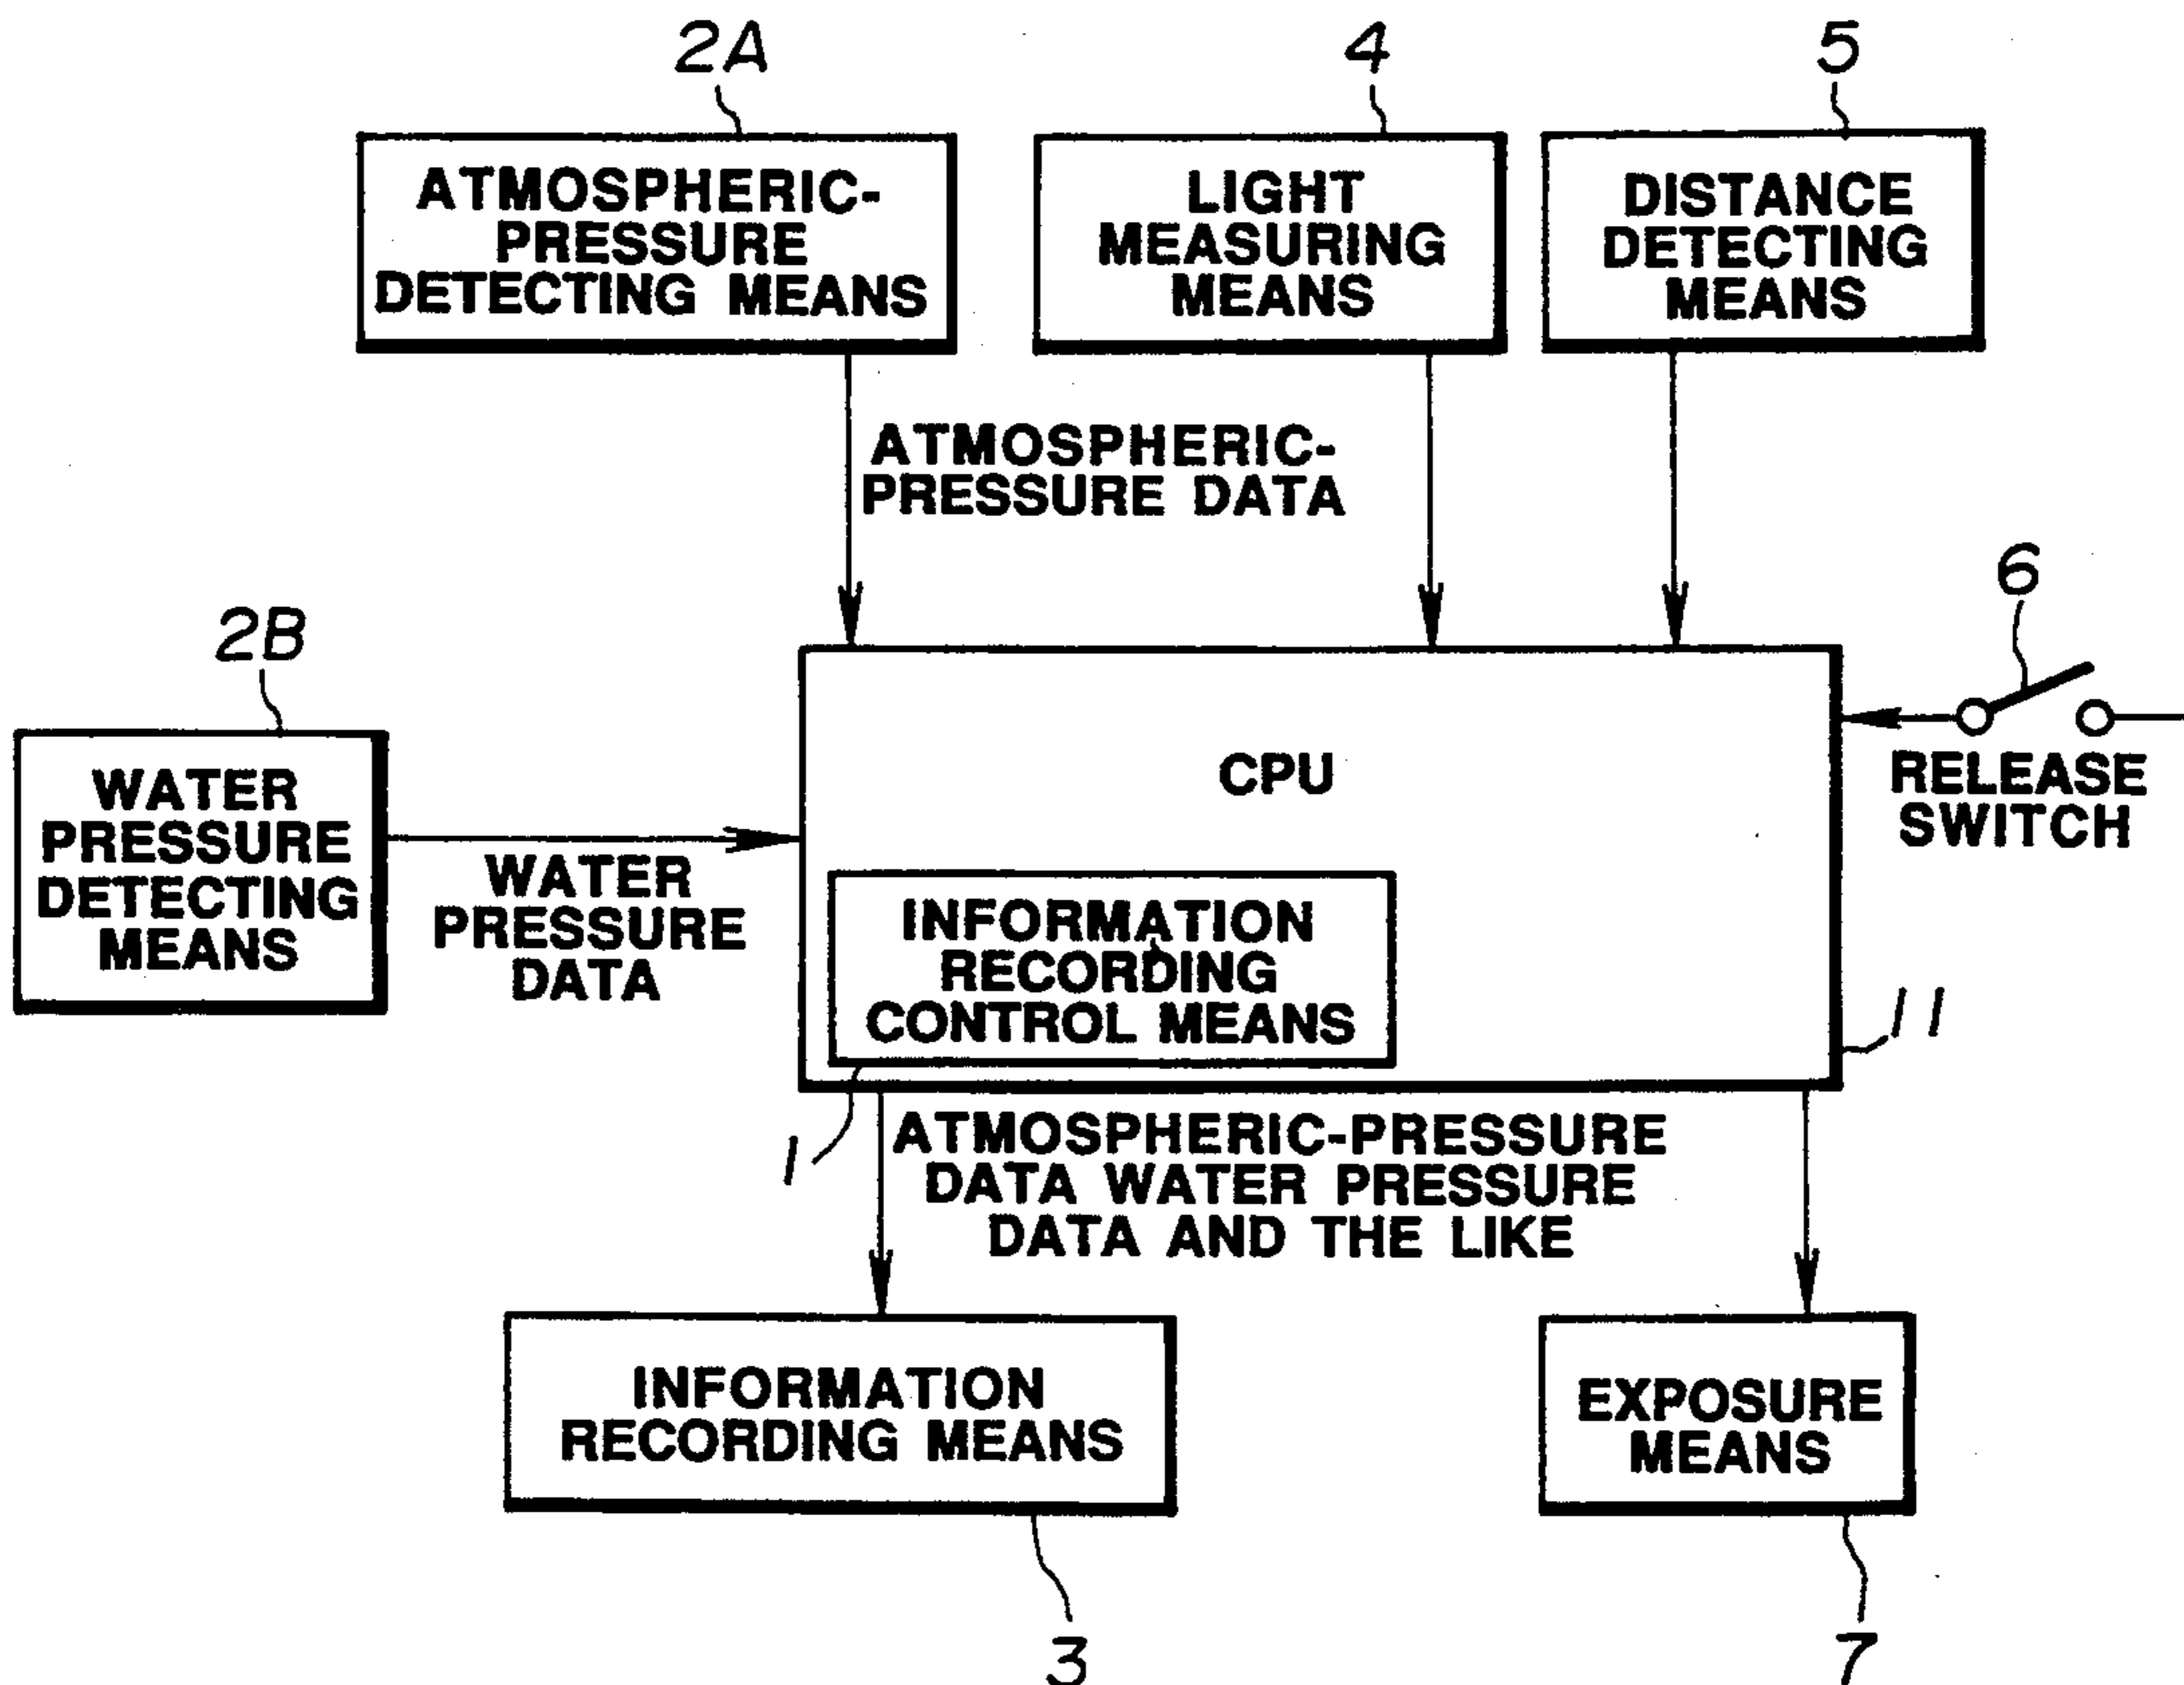 2A
4
5
ATMOSPHERIC-
PRESSURE
DETECTING MEANS
LIGHT
MEASURING
MEANS
DISTANCE
DETECTING
MEANS
ATMOSPHERIC-
PRESSURE DATA
6
2B
RELEASE
SWITCH
CPU
WATER
PRESSURE
DETECTING
MEANS
WATER
PRESSURE
DATA
INFORMATION
RECORDING
CONTROL MEANS
11
1
ATMOSPHERIC-PRESSURE
DATA WATER PRESSURE
DATA AND THE LIKE
INFORMATION
RECORDING MEANS
EXPOSURE
MEANS
3
7